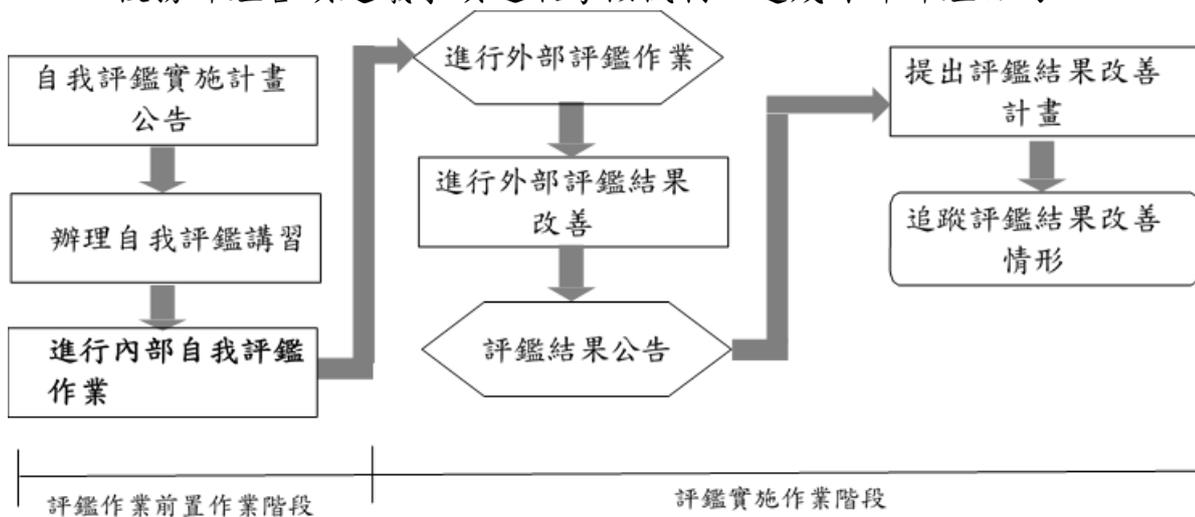 自我評鑑實施計畫
公告
辦理自我評鑑講習
進行內部自我評鑑
作業
進行外部評鑑作業
進行外部評鑑結果
改善
評鑑結果公告
提出評鑑結果改善
計畫
追蹤評鑑結果改善
情形
評鑑作業前置作業階段
評鑑實施作業階段